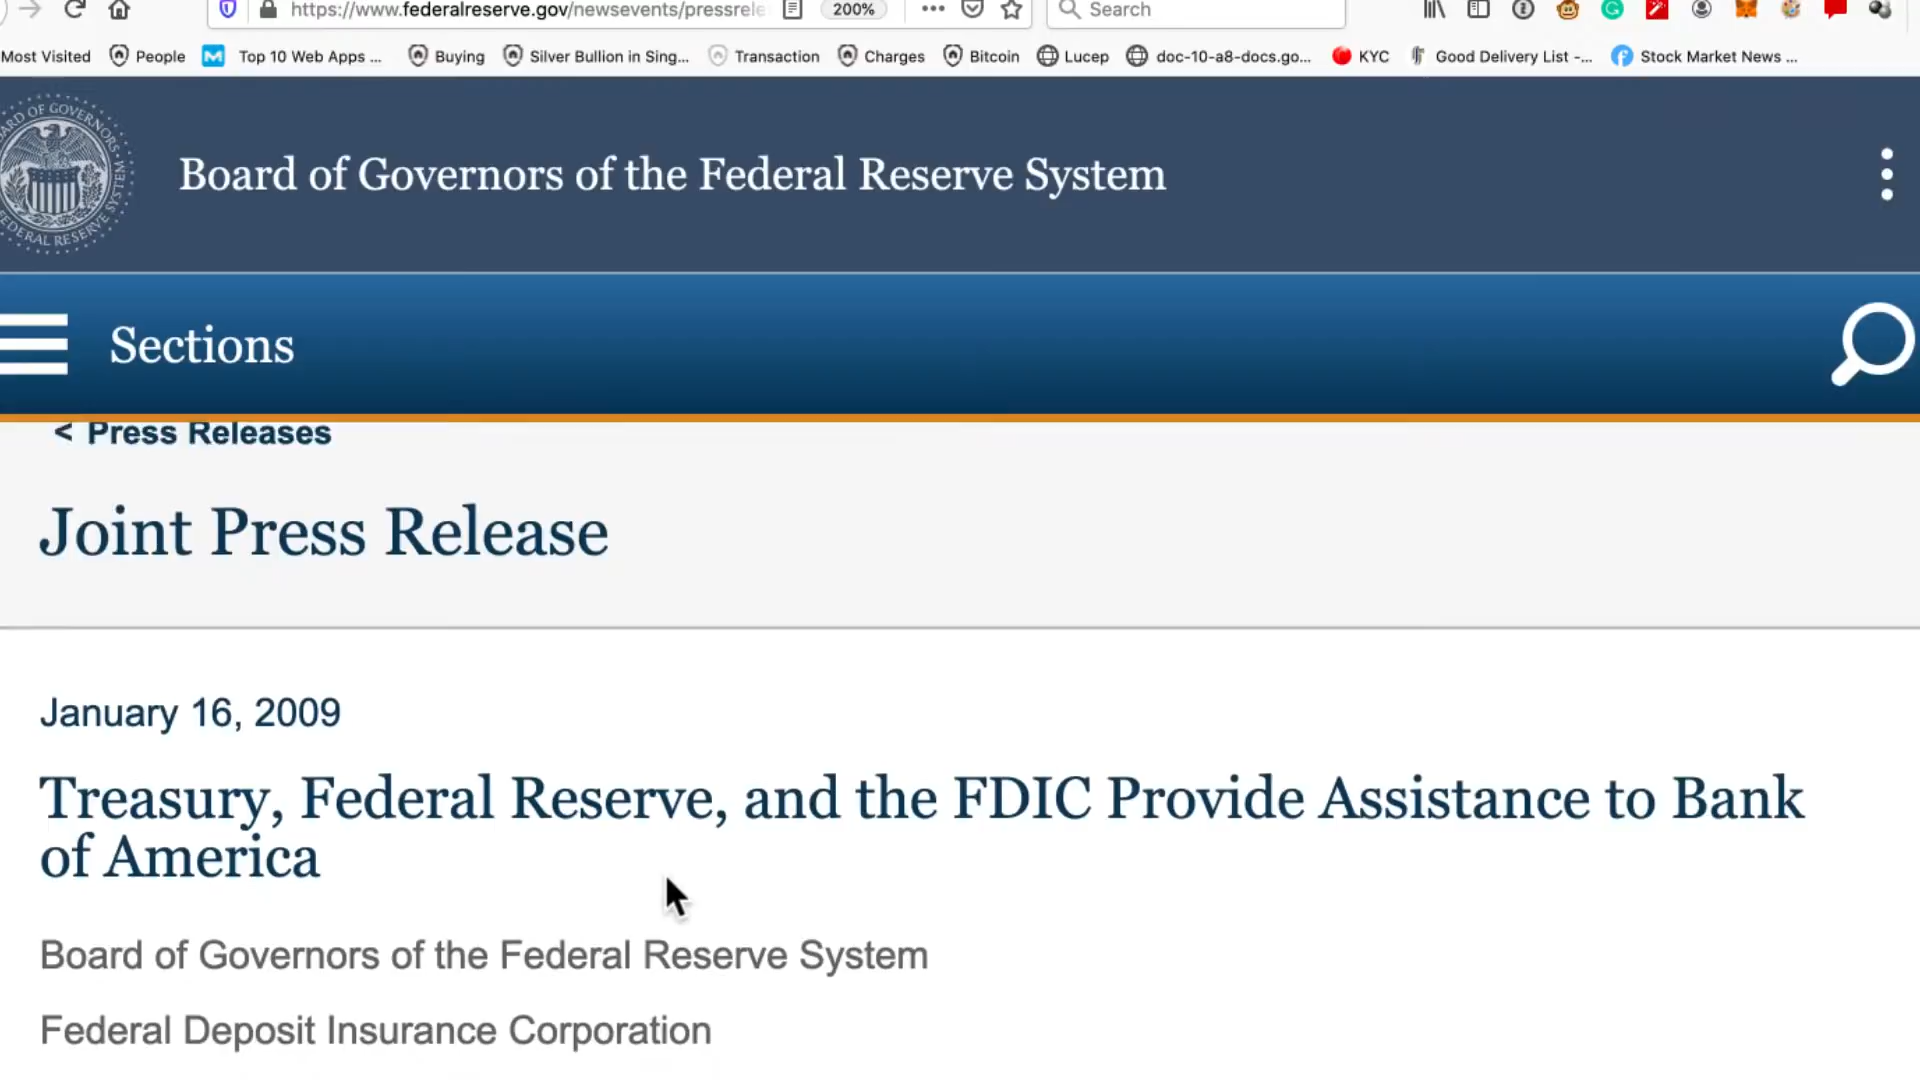 https://www.federalreserve.gov/newsevents/pressrele
200%
Search
Most Visited
People
Top 10 Web Apps ...
Buying
Silver Bullion in Sing...
Transaction
Charges
Bitcoin
Lucep
doc-10-a8-docs.go...
KYC
Good Delivery List -...
Stock Market News ...
Board of Governors of the Federal Reserve System
Sections
< Press Releases
Joint Press Release
January 16, 2009
Treasury, Federal Reserve, and the FDIC Provide Assistance to Bank
of America
Board of Governors of the Federal Reserve System
Federal Deposit Insurance Corporation